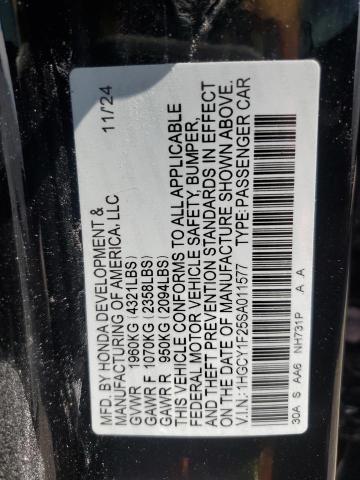 MFD. BY HONDA DEVELOPMENT & 11/'24
MANUFACTURING OF AMERICA, LLC
GVWR 1960KG (4321LBS)
GAWR F 1070KG (2358LBS)
GAWR R 950KG (2094LBS)
THIS VEHICLE CONFORMS TO ALL APPLICABLE
FEDERAL MOTOR VEHICLE SAFETY, BUMPER,
AND THEFT PREVENTION STANDARDS IN EFFECT
ON THE DATE OF MANUFACTURE SHOWN ABOVE.
V.I.N.: 1HGCY1F25SA011577 TYPE: PASSENGER CAR
30A S AA6 NH731P A A